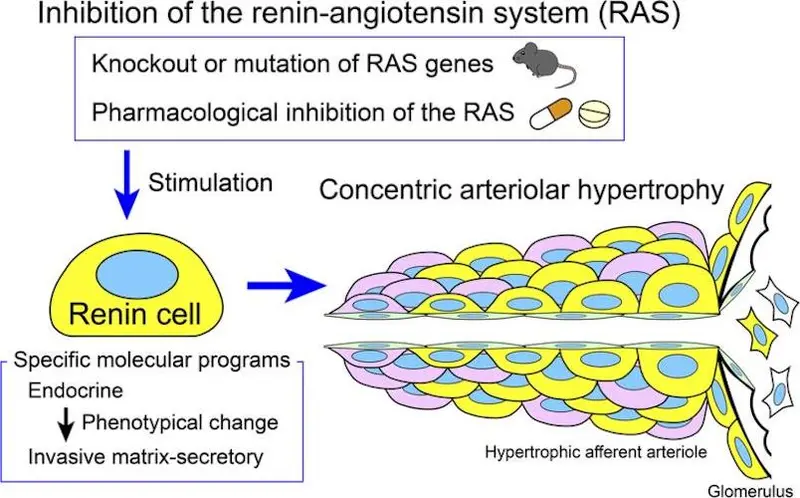 Inhibition of the renin-angiotensin system (RAS)
Knockout or mutation of RAS genes
Pharmacological inhibition of the RAS
Stimulation
Concentric arteriolar hypertrophy
Renin cell
Specific molecular programs
Endocrine
Phenotypical change
Invasive matrix-secretory
Hypertrophic afferent arteriole
Glomerulus